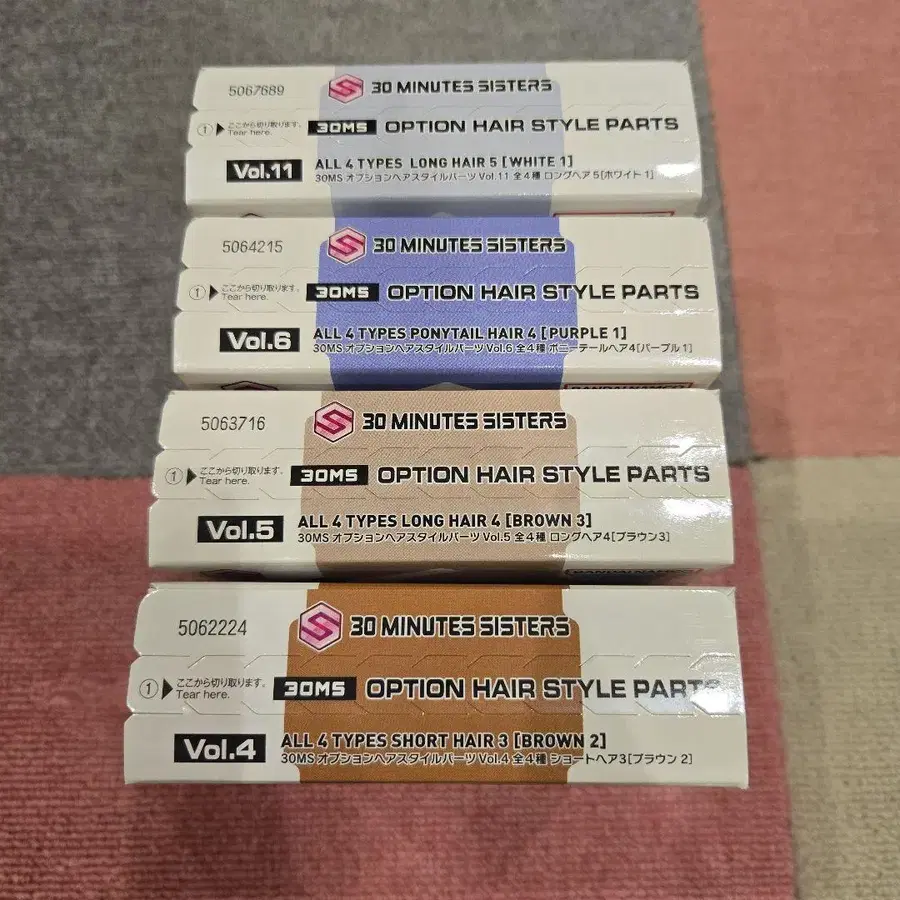 5067689
30 MINUTES SISTERS
① ▶ ここから切り取ります。
Tear here.
30MS OPTION HAIR STYLE PARTS
Vol.11
ALL 4 TYPES LONG HAIR 5 [WHITE 1]
30MS オプションヘアスタイルパーツ Vol.11 全4種 ロングヘア5[ホワイト1]
5064215
30 MINUTES SISTERS
① ▶ ここから切り取ります。
Tear here.
30MS OPTION HAIR STYLE PARTS
Vol.6
ALL 4 TYPES PONYTAIL HAIR 4 [PURPLE 1]
30MS オプションヘアスタイルパーツ Vol.6 全4種 ポニーテールヘア4[パープル1]
5063716
30 MINUTES SISTERS
① ▶ ここから切り取ります。
Tear here.
30MS OPTION HAIR STYLE PARTS
Vol.5
ALL 4 TYPES LONG HAIR 4 [BROWN 3]
30MS オプションヘアスタイルパーツ Vol.5 全4種 ロングヘア4[ブラウン3]
5062224
30 MINUTES SISTERS
① ▶ ここから切り取ります。
Tear here.
30MS OPTION HAIR STYLE PARTS
Vol.4
ALL 4 TYPES SHORT HAIR 3 [BROWN 2]
30MS オプションヘアスタイルパーツ Vol.4 全4種 ショートヘア3[ブラウン 2]